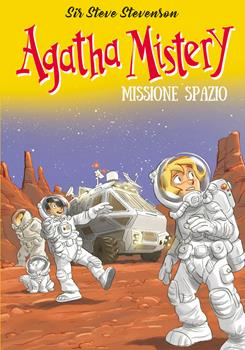 Sir Steve Stevenson
Agatha Mistery
MISSIONE SPAZIO